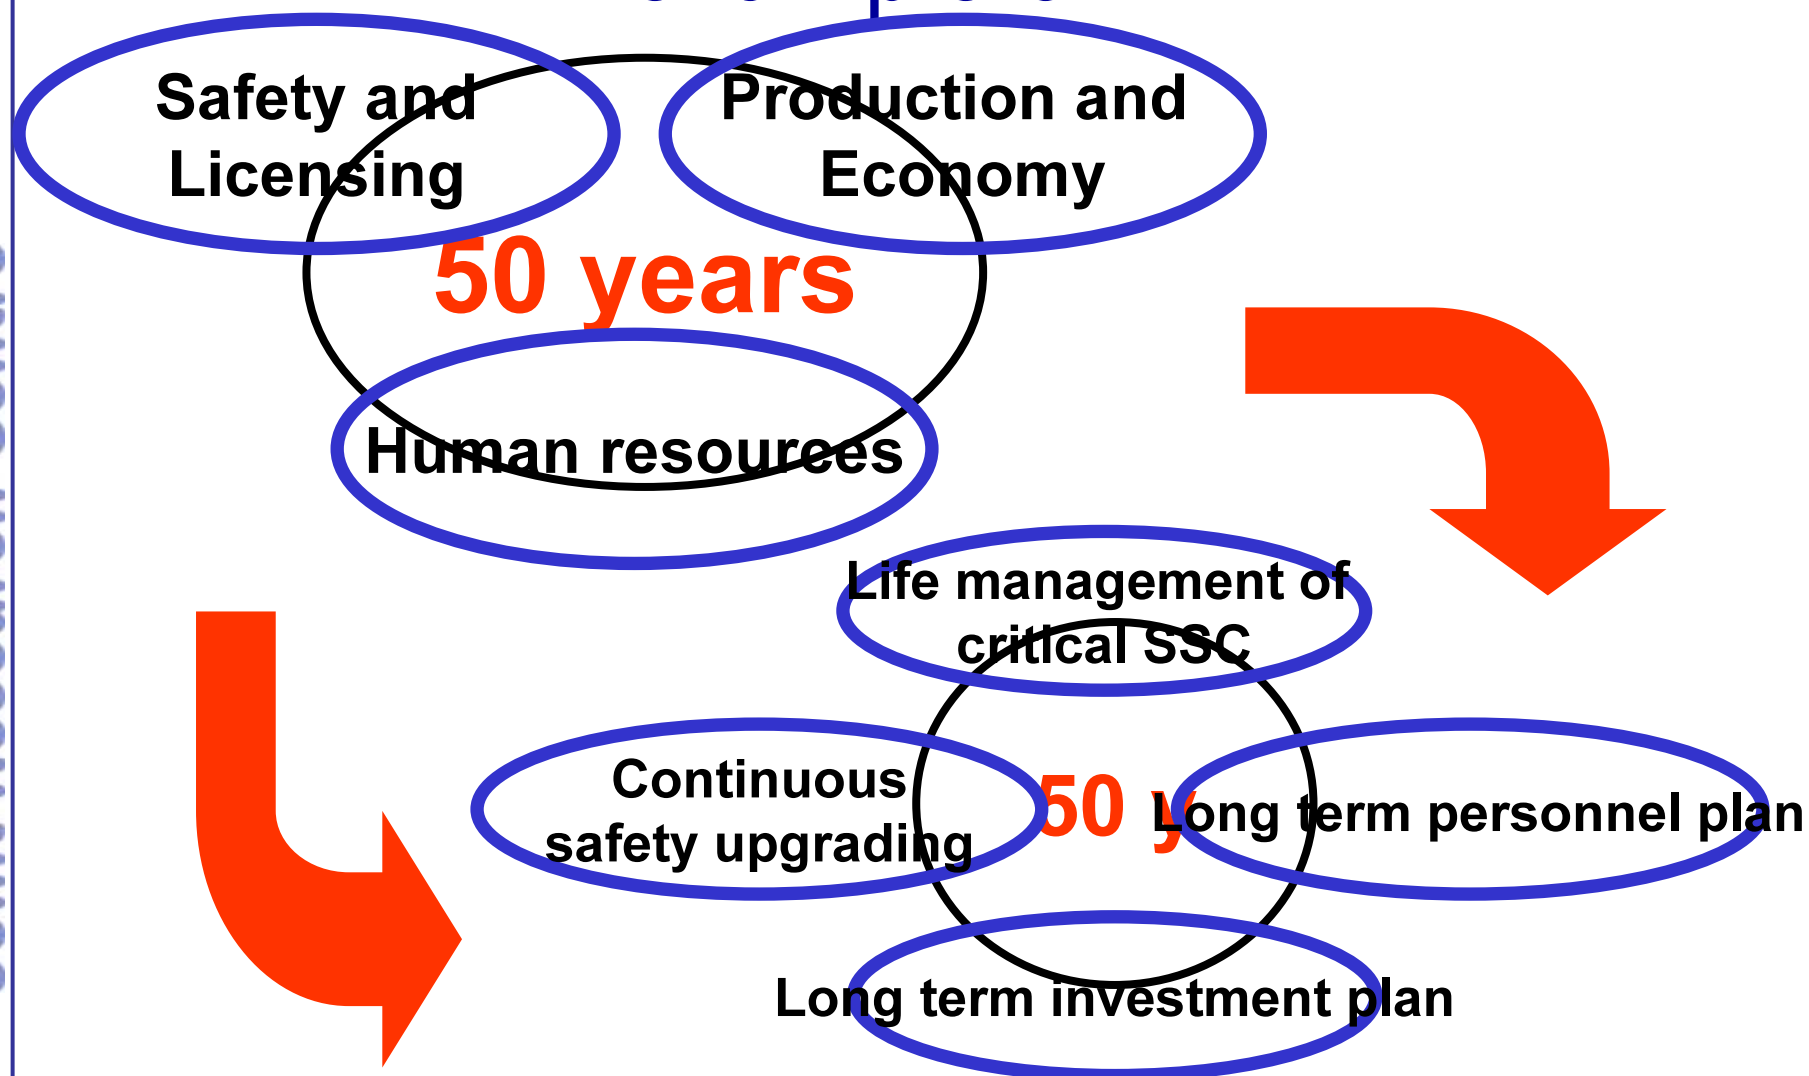 Safety and
Licensing
Production and
Economy
50 years
Human resources
Life management of
critical SSC
Continuous
safety upgrading
50 y
Long term personnel plan
Long term investment plan